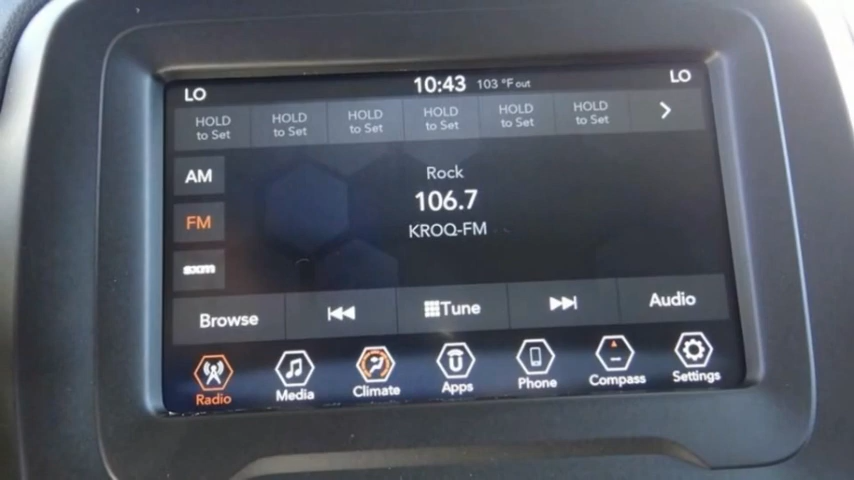 LO 10:43 103 °F out LO
HOLD to Set HOLD to Set HOLD to Set HOLD to Set HOLD to Set HOLD to Set
AM
Rock
FM
106.7
KROQ-FM
sxm
Browse Tune Audio
Radio Media Climate Apps Phone Compass Settings